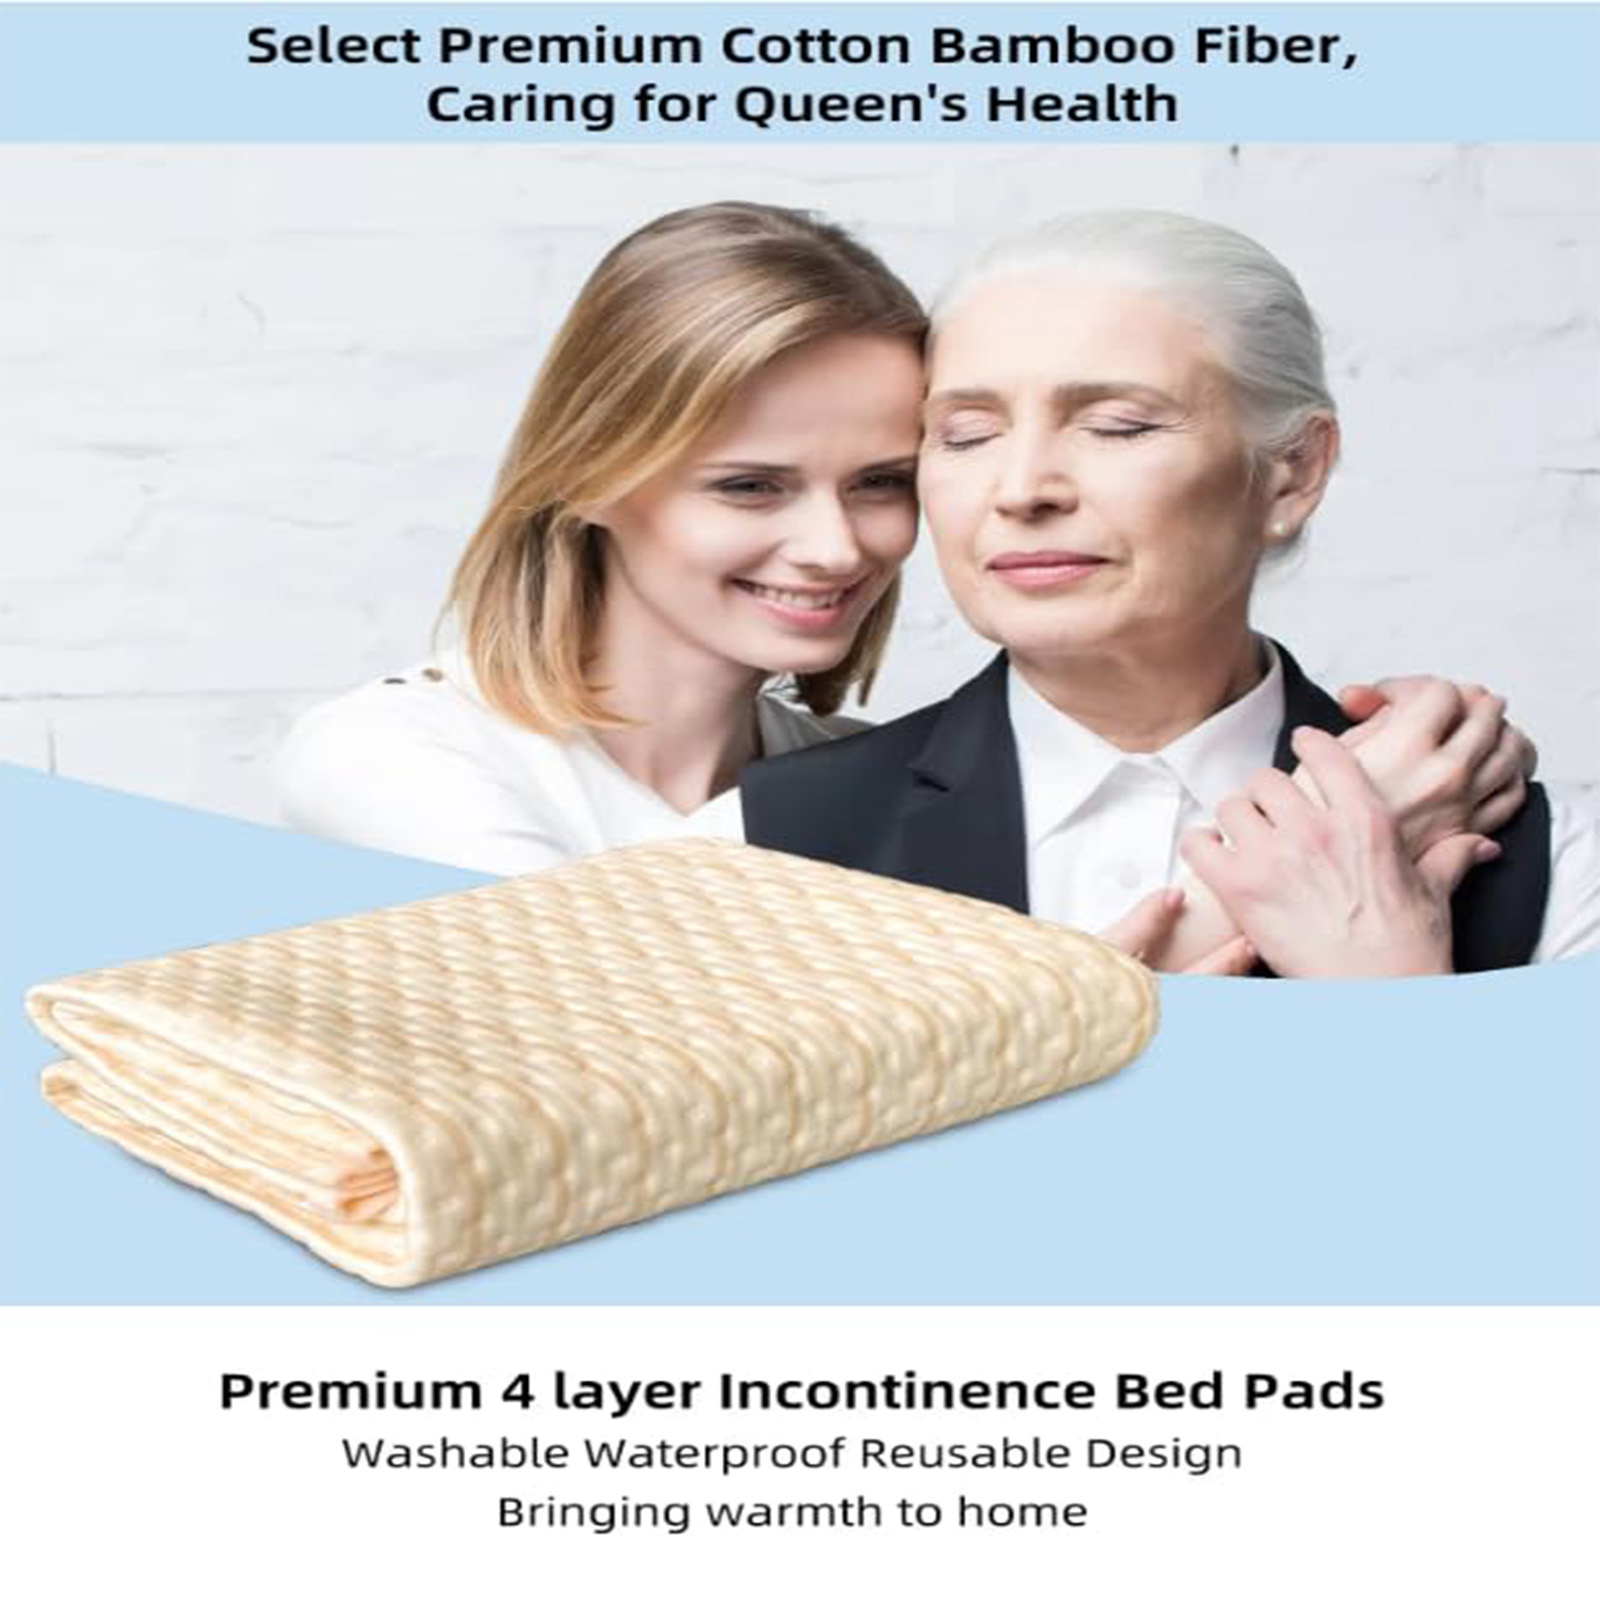 Select Premium Cotton Bamboo Fiber,
Caring for Queen's Health
Premium 4 layer Incontinence Bed Pads
Washable Waterproof Reusable Design
Bringing warmth to home